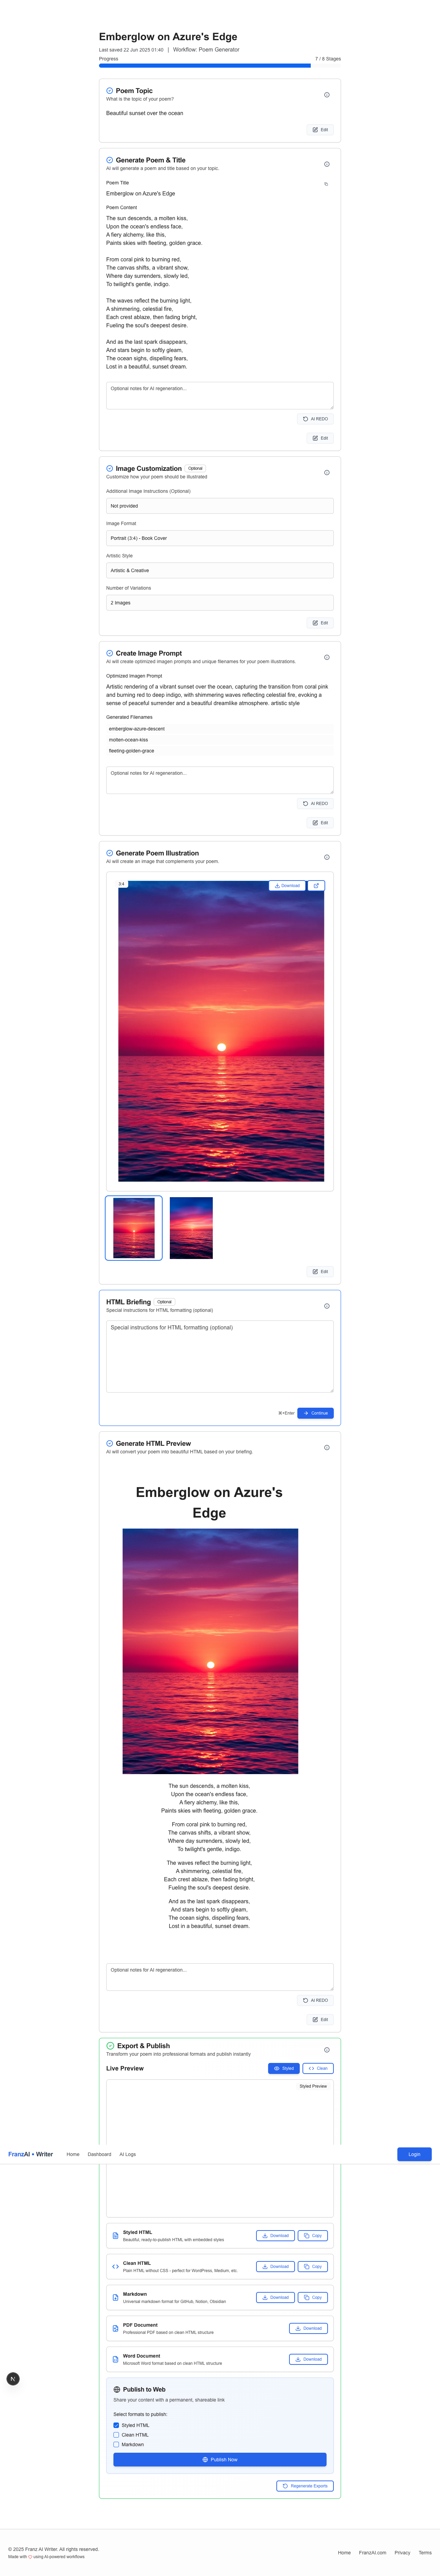 Emberglow on Azure's Edge
Last saved 22 Jun 2025 01:40 | Workflow: Poem Generator
Progress 7 / 8 Stages
Poem Topic
What is the topic of your poem?
Beautiful sunset over the ocean
Edit
Generate Poem & Title
AI will generate a poem and title based on your topic.
Poem Title
Emberglow on Azure's Edge
Poem Content
The sun descends, a molten kiss,
Upon the ocean's endless face,
A fiery alchemy, like this,
Paints skies with fleeting, golden grace.
From coral pink to burning red,
The canvas shifts, a vibrant show,
Where day surrenders, slowly led,
To twilight's gentle, indigo.
The waves reflect the burning light,
A shimmering, celestial fire,
Each crest ablaze, then fading bright,
Fueling the soul's deepest desire.
And as the last spark disappears,
And stars begin to softly gleam,
The ocean sighs, dispelling fears,
Lost in a beautiful, sunset dream.
Optional notes for AI regeneration...
AI REDO
Edit
Image Customization Optional
Customize how your poem should be illustrated
Additional Image Instructions (Optional)
Not provided
Image Format
Portrait (3:4) - Book Cover
Artistic Style
Artistic & Creative
Number of Variations
2 Images
Edit
Create Image Prompt
AI will create optimized imagen prompts and unique filenames for your poem illustrations.
Optimized Imagen Prompt
Artistic rendering of a vibrant sunset over the ocean, capturing the transition from coral pink
and burning red to deep indigo, with shimmering waves reflecting celestial fire, evoking a
sense of peaceful surrender and a beautiful dreamlike atmosphere. artistic style
Generated Filenames
emberglow-azure-descent
molten-ocean-kiss
fleeting-golden-grace
Optional notes for AI regeneration...
AI REDO
Edit
Generate Poem Illustration
AI will create an image that complements your poem.
3:4 Download
Edit
HTML Briefing Optional
Special instructions for HTML formatting (optional)
Special instructions for HTML formatting (optional)
⌘+Enter Continue
Generate HTML Preview
AI will convert your poem into beautiful HTML based on your briefing.
Emberglow on Azure's
Edge
The sun descends, a molten kiss,
Upon the ocean's endless face,
A fiery alchemy, like this,
Paints skies with fleeting, golden grace.
From coral pink to burning red,
The canvas shifts, a vibrant show,
Where day surrenders, slowly led,
To twilight's gentle, indigo.
The waves reflect the burning light,
A shimmering, celestial fire,
Each crest ablaze, then fading bright,
Fueling the soul's deepest desire.
And as the last spark disappears,
And stars begin to softly gleam,
The ocean sighs, dispelling fears,
Lost in a beautiful, sunset dream.
Optional notes for AI regeneration...
AI REDO
Edit
Export & Publish
Transform your poem into professional formats and publish instantly
Live Preview Styled Clean
Styled Preview
FranzAI • Writer Home Dashboard AI Logs Login
Styled HTML
Beautiful, ready-to-publish HTML with embedded styles
Download Copy
Clean HTML
Plain HTML without CSS - perfect for WordPress, Medium, etc.
Download Copy
Markdown
Universal markdown format for GitHub, Notion, Obsidian
Download Copy
PDF Document
Professional PDF based on clean HTML structure
Download
Word Document
Microsoft Word format based on clean HTML structure
Download
N
Publish to Web
Share your content with a permanent, shareable link
Select formats to publish:
Styled HTML
Clean HTML
Markdown
Publish Now
Regenerate Exports
© 2025 Franz AI Writer. All rights reserved.
Made with using AI-powered workflows
Home FranzAI.com Privacy Terms